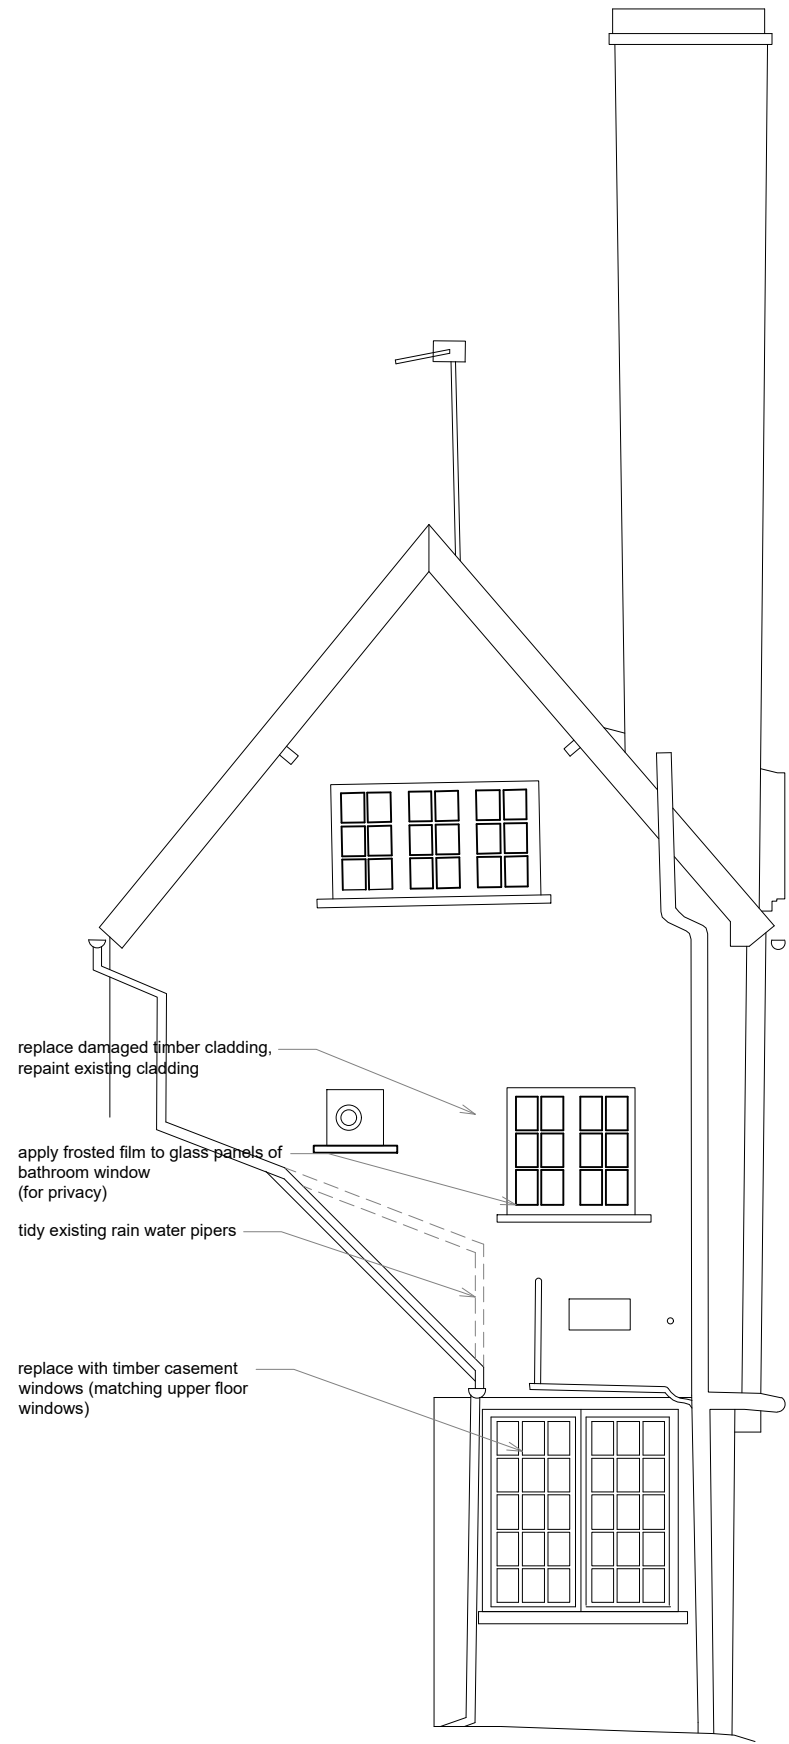 replace damaged timber cladding,
repaint existing cladding
apply frosted film to glass panels of
bathroom window
(for privacy)
tidy existing rain water pipers
replace with timber casement
windows (matching upper floor
windows)